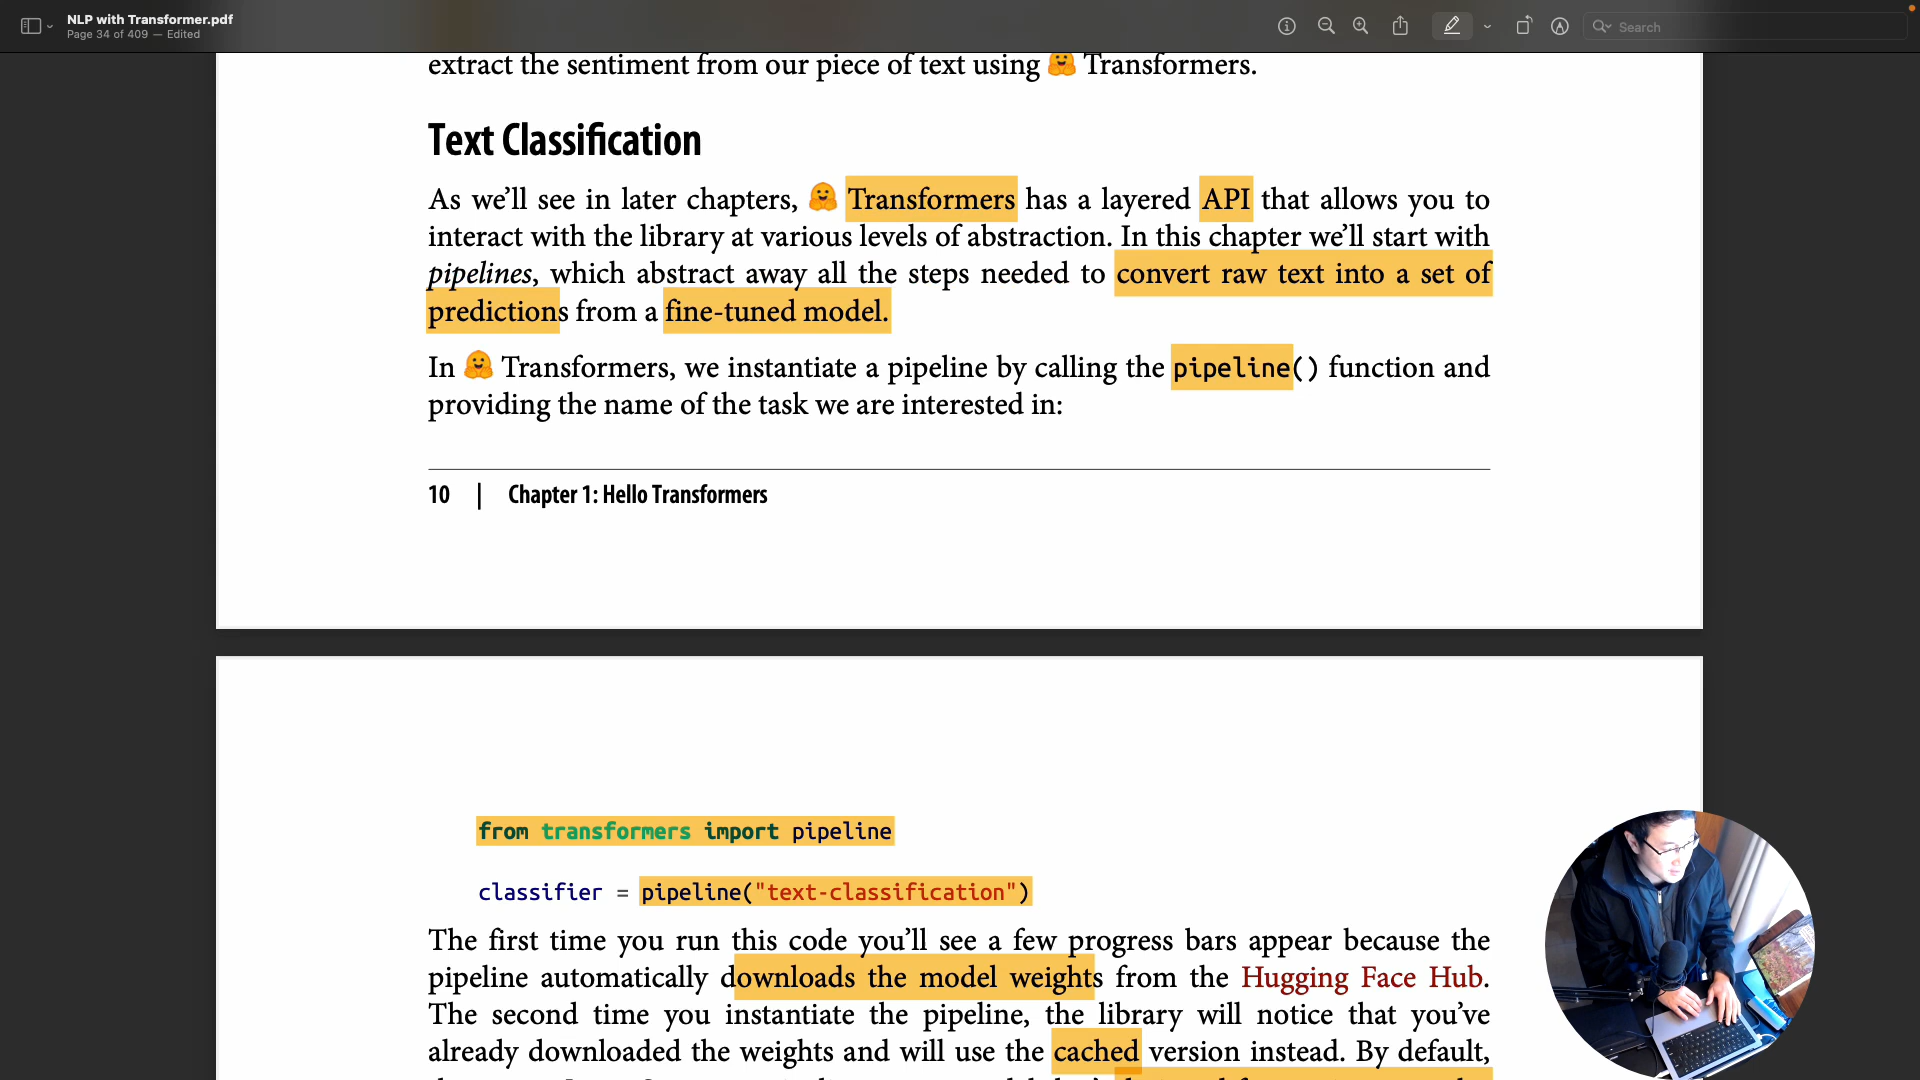 NLP with Transformer.pdf
Page 34 of 409 — Edited
Search
extract the sentiment from our piece of text using 🤗 Transformers.
Text Classification
As we’ll see in later chapters, 🤗 Transformers has a layered API that allows you to
interact with the library at various levels of abstraction. In this chapter we’ll start with
pipelines, which abstract away all the steps needed to convert raw text into a set of
predictions from a fine-tuned model.
In 🤗 Transformers, we instantiate a pipeline by calling the pipeline() function and
providing the name of the task we are interested in:
10 | Chapter 1: Hello Transformers
from transformers import pipeline
classifier = pipeline("text-classification")
The first time you run this code you’ll see a few progress bars appear because the
pipeline automatically downloads the model weights from the Hugging Face Hub.
The second time you instantiate the pipeline, the library will notice that you’ve
already downloaded the weights and will use the cached version instead. By default,